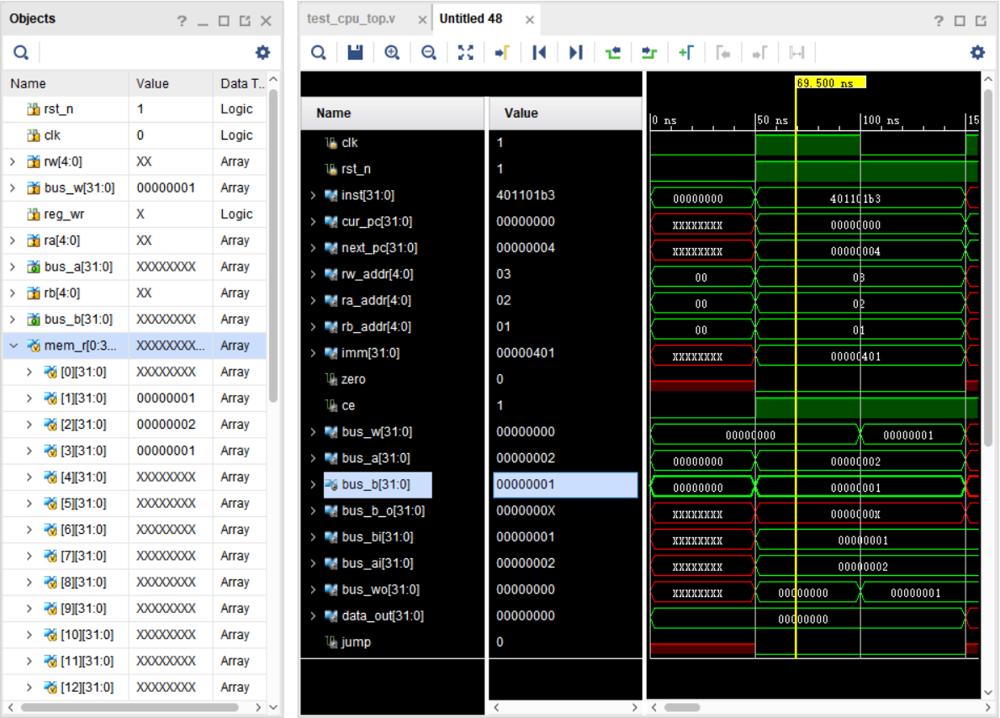 Objects
Name Value Data T...
rst_n 1 Logic
clk 0 Logic
rw[4:0] XX Array
bus_w[31:0] 00000001 Array
reg_wr X Logic
ra[4:0] XX Array
bus_a[31:0] XXXXXXXX Array
rb[4:0] XX Array
bus_b[31:0] XXXXXXXX Array
mem_r[0:3... XXXXXXXX... Array
[0][31:0] XXXXXXXX Array
[1][31:0] 00000001 Array
[2][31:0] 00000002 Array
[3][31:0] 00000001 Array
[4][31:0] XXXXXXXX Array
[5][31:0] XXXXXXXX Array
[6][31:0] XXXXXXXX Array
[7][31:0] XXXXXXXX Array
[8][31:0] XXXXXXXX Array
[9][31:0] XXXXXXXX Array
[10][31:0] XXXXXXXX Array
[11][31:0] XXXXXXXX Array
[12][31:0] XXXXXXXX Array
test_cpu_top.v Untitled 48
69.500 ns
Name Value 0 ns 50 ns 100 ns 15
clk 1
rst_n 1
inst[31:0] 401101b3 00000000 401101b3
cur_pc[31:0] 00000000 XXXXXXXX 00000000
next_pc[31:0] 00000004 XXXXXXXX 00000004
rw_addr[4:0] 03 00 03
ra_addr[4:0] 02 00 02
rb_addr[4:0] 01 00 01
imm[31:0] 00000401 XXXXXXXX 00000401
zero 0
ce 1
bus_w[31:0] 00000000 00000000 00000001
bus_a[31:0] 00000002 00000000 00000002
bus_b[31:0] 00000001 00000000 00000001
bus_b_o[31:0] 0000000X XXXXXXXX 0000000X
bus_bi[31:0] 00000001 XXXXXXXX 00000001
bus_ai[31:0] 00000002 XXXXXXXX 00000002
bus_wo[31:0] 00000000 XXXXXXXX 00000000 00000001
data_out[31:0] 00000000 00000000
jump 0